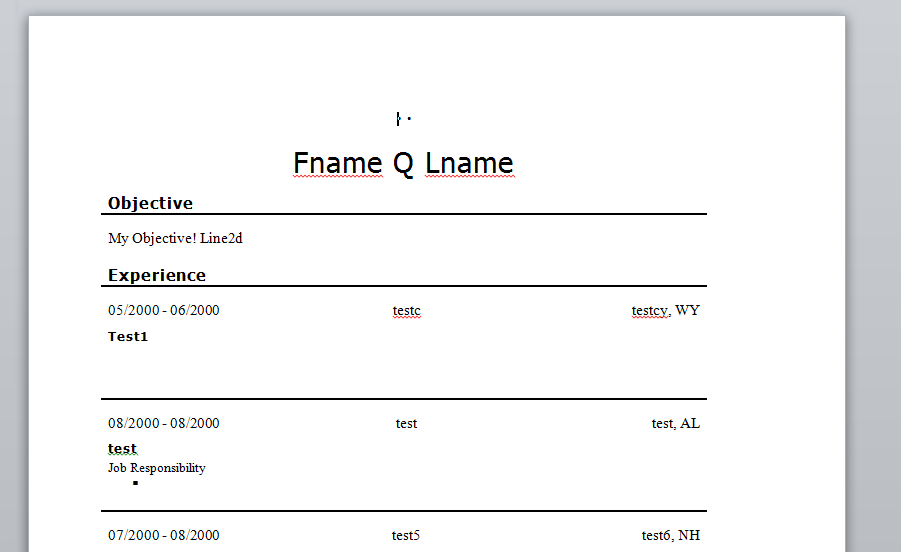 Fname Q Lname
Objective
My Objective! Line2d
Experience
05/2000 - 06/2000 testc testcy, WY
Test1
08/2000 - 08/2000 test test, AL
test
Job Responsibility
07/2000 - 08/2000 test5 test6, NH